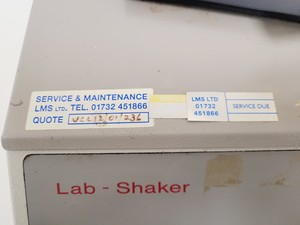 SERVICE & MAINTENANCE
LMS LTD. TEL. 01732 451866
QUOTE
LMS LTD
01732
451866
SERVICE DUE
Lab - Shaker